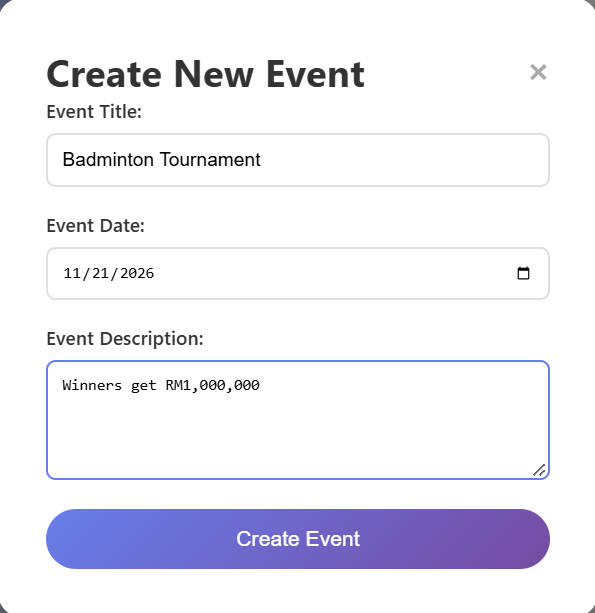 Create New Event
×
Event Title:
Badminton Tournament
Event Date:
11/21/2026
Event Description:
Winners get RM1,000,000
Create Event